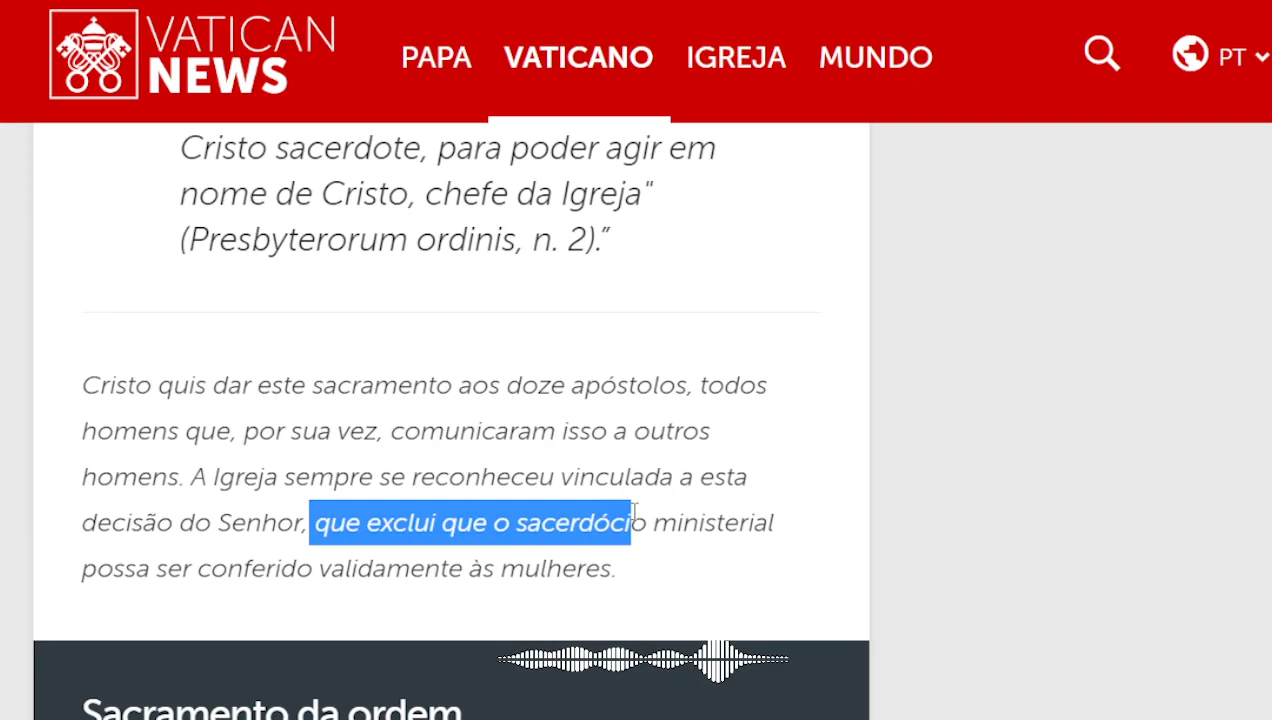 VATICAN
NEWS
PAPA VATICANO IGREJA MUNDO PT
Cristo sacerdote, para poder agir em
nome de Cristo, chefe da Igreja"
(Presbyterorum ordinis, n. 2).”
Cristo quis dar este sacramento aos doze apóstolos, todos
homens que, por sua vez, comunicaram isso a outros
homens. A Igreja sempre se reconheceu vinculada a esta
decisão do Senhor, que exclui que o sacerdócio ministerial
possa ser conferido validamente às mulheres.
Sacramento da ordem